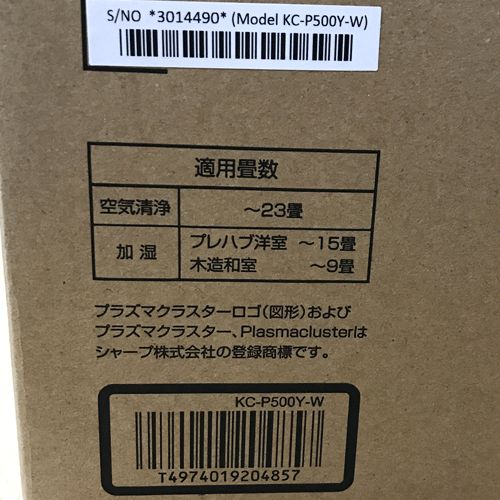 S/NO *3014490* (Model KC-P500Y-W)
適用畳数
空気清浄 ～23畳
加湿 プレハブ洋室 ～15畳
木造和室 ～9畳
プラズマクラスターロゴ(図形)および
プラズマクラスター、Plasmaclusterは
シャープ株式会社の登録商標です。
KC-P500Y-W
T4974019204857